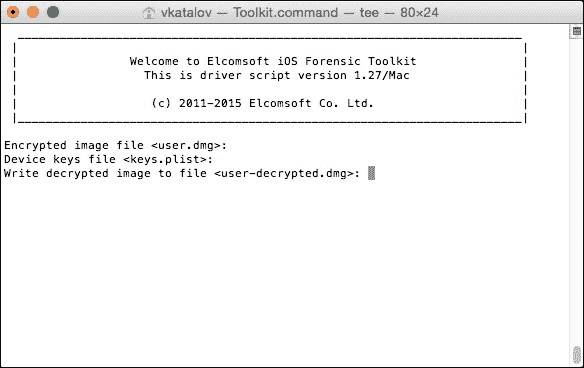 vkatalov — Toolkit.command — tee — 80×24
Welcome to Elcomsoft iOS Forensic Toolkit
This is driver script version 1.27/Mac
(c) 2011-2015 Elcomsoft Co. Ltd.
Encrypted image file <user.dmg>:
Device keys file <keys.plist>:
Write decrypted image to file <user-decrypted.dmg>: